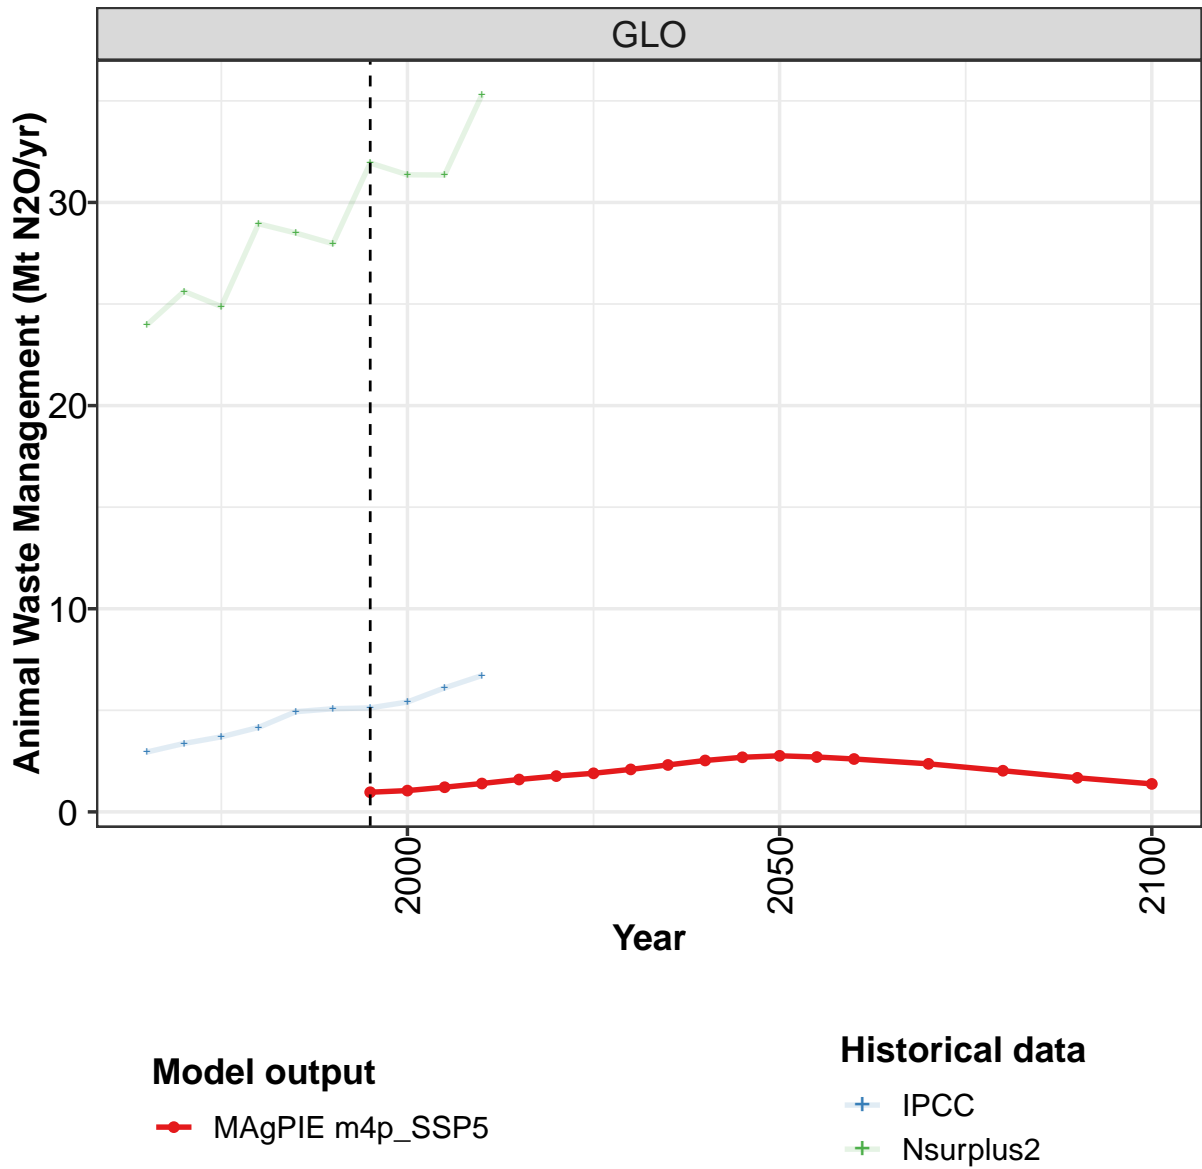 GLO
Animal Waste Management (Mt N2O/yr)
30
20
10
0
2000
2050
2100
Year
Model output
MAgPIE m4p_SSP5
Historical data
IPCC
Nsurplus2